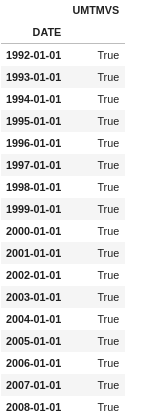 UMTMVS
DATE
1992-01-01 True
1993-01-01 True
1994-01-01 True
1995-01-01 True
1996-01-01 True
1997-01-01 True
1998-01-01 True
1999-01-01 True
2000-01-01 True
2001-01-01 True
2002-01-01 True
2003-01-01 True
2004-01-01 True
2005-01-01 True
2006-01-01 True
2007-01-01 True
2008-01-01 True